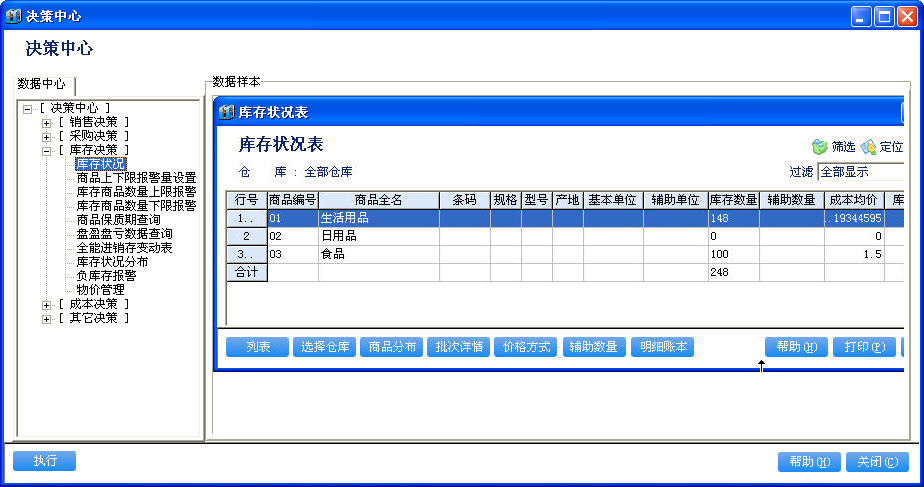 决策中心
决策中心
数据中心
[ 决策中心 ]
[ 销售决策 ]
[ 采购决策 ]
[ 库存决策 ]
库存状况
商品上下限报警量设置
库存商品数量上限报警
库存商品数量下限报警
商品保质期查询
盘盈盘亏数据查询
全能进销存变动表
库存状况分布
负库存报警
物价管理
[ 成本决策 ]
[ 其它决策 ]
数据样本
库存状况表
库存状况表
筛选 定位
仓 库 : 全部仓库
过滤 全部显示
行号 商品编号 商品全名 条码 规格 型号 产地 基本单位 辅助单位 库存数量 辅助数量 成本均价
1.. 01 生活用品 148 ..19344595
2 02 日用品 0 0
3.. 03 食品 100 1.5
合计 248
列表 选择仓库 商品分布 批次详情 价格方式 辅助数量 明细账本 帮助(H) 打印(P)
执行 帮助(H) 关闭(C)